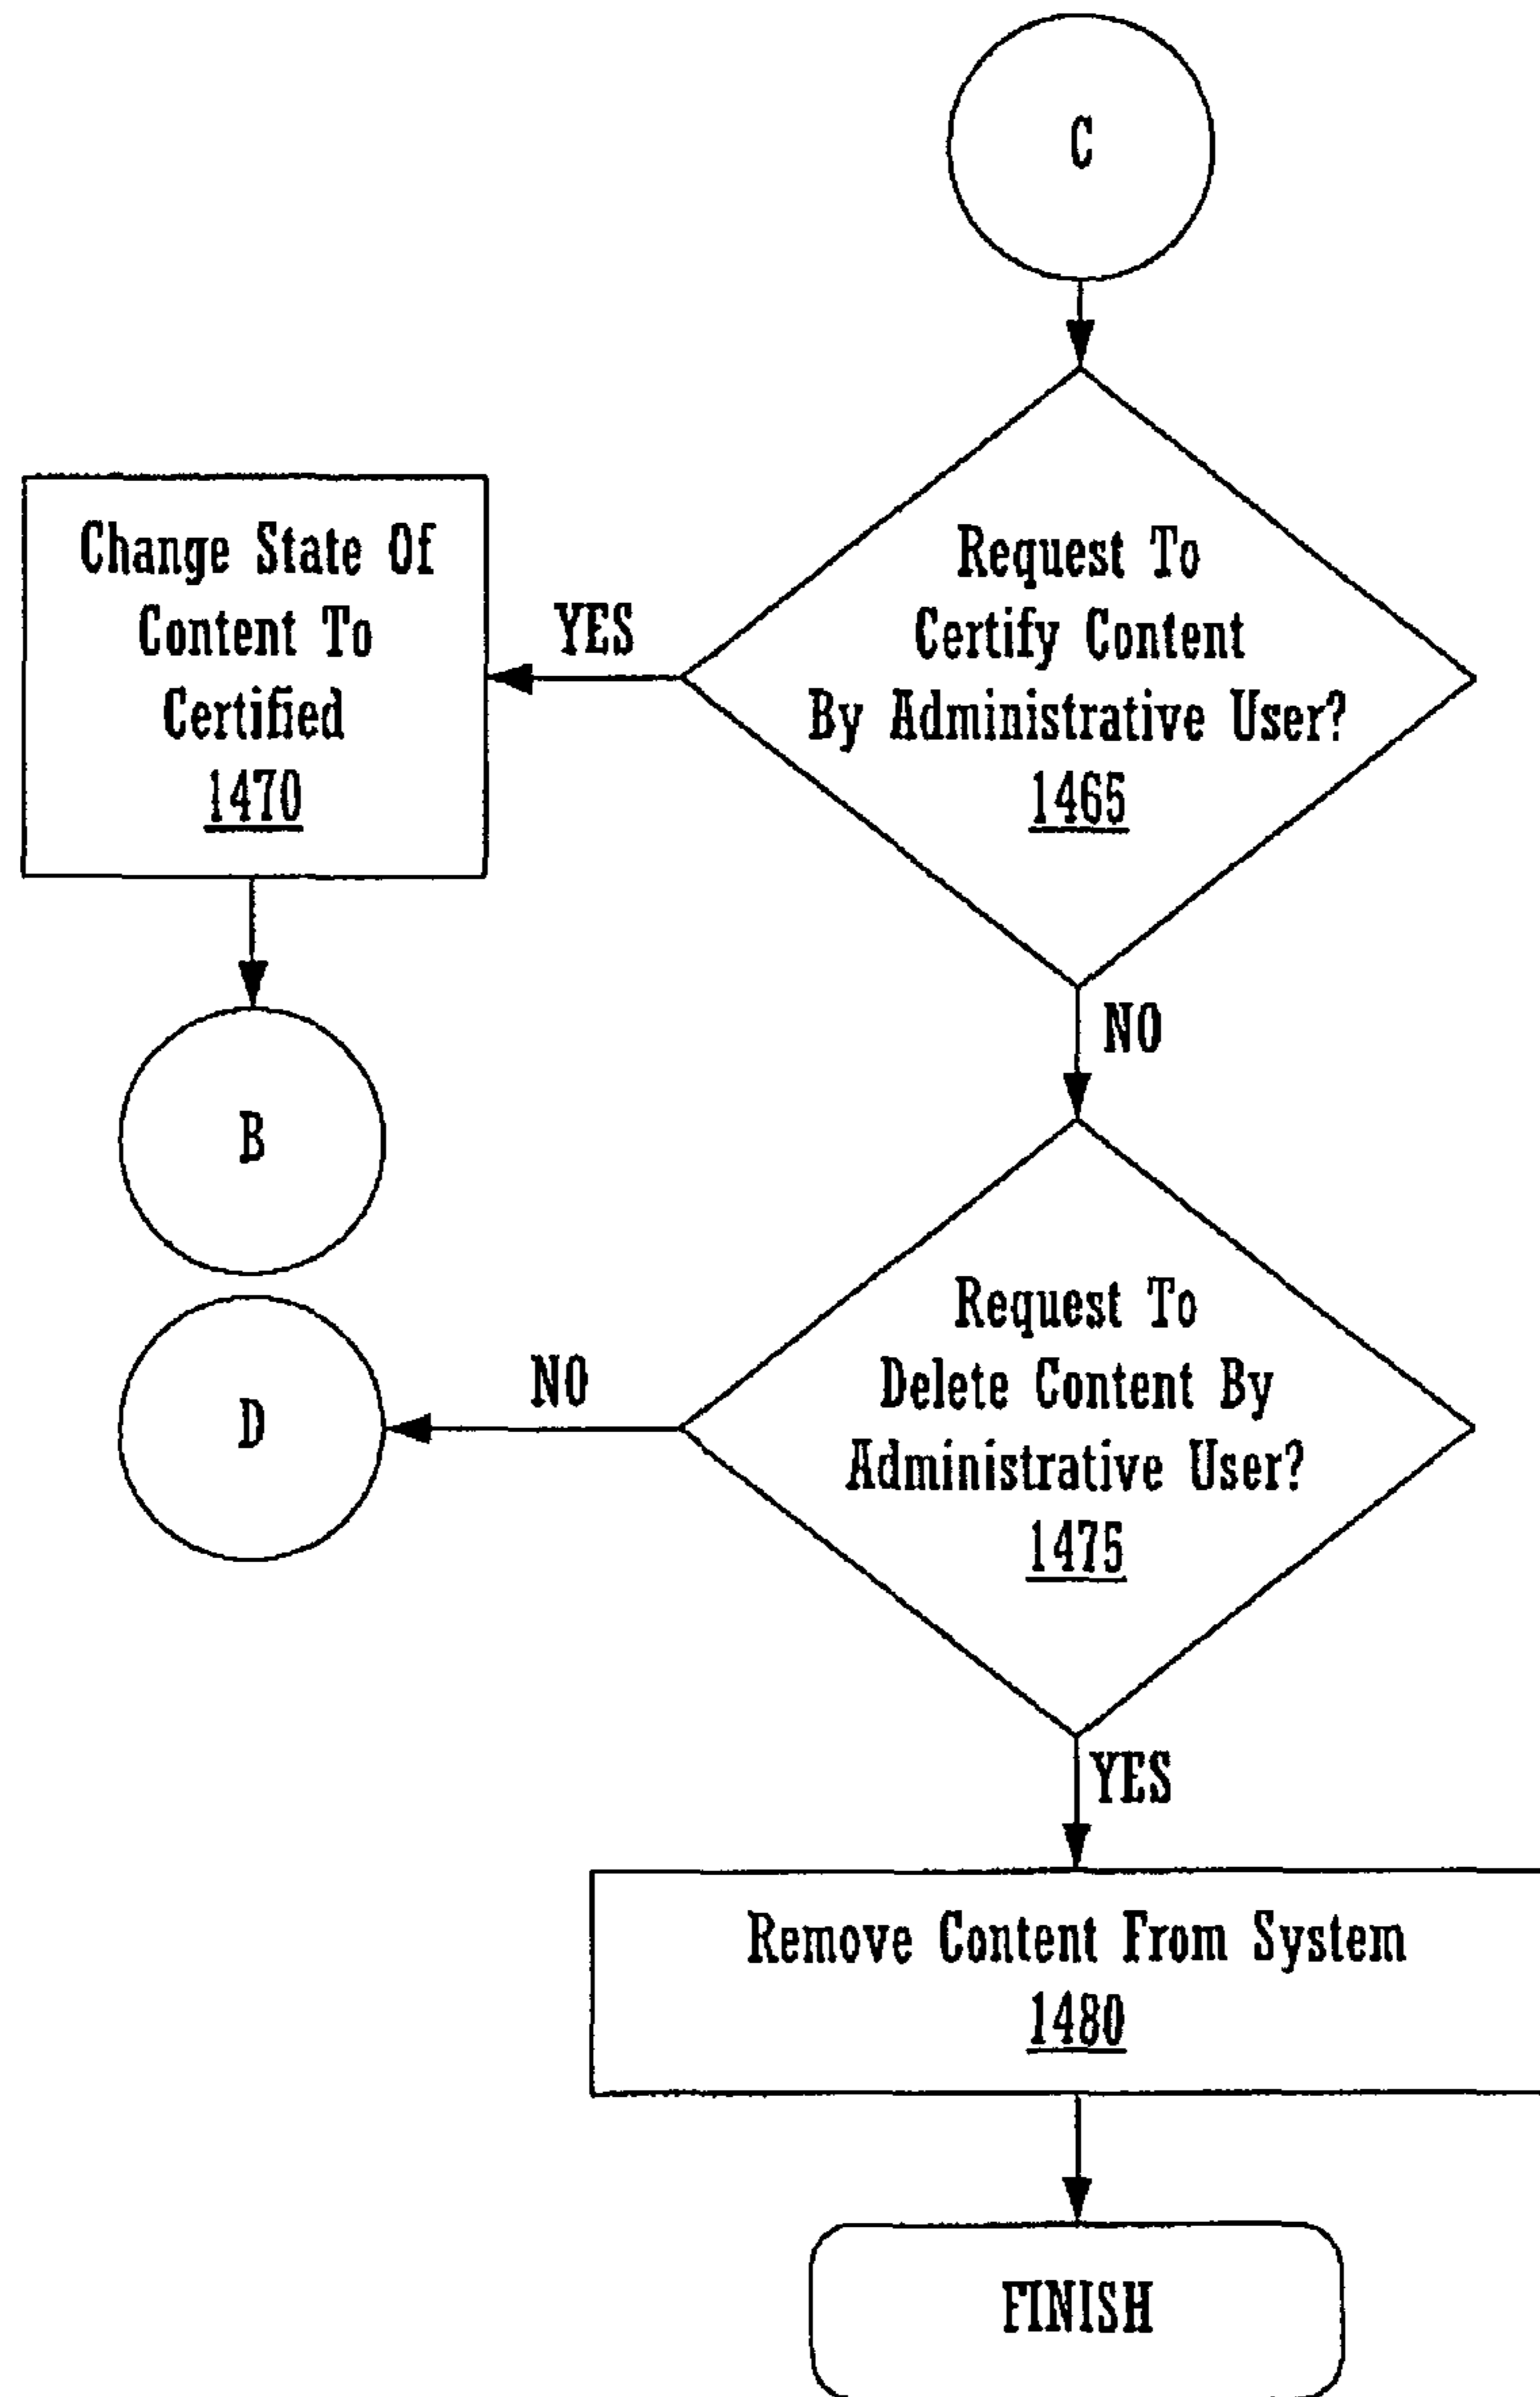 C
Request To
Certify Content
By Administrative User?
1465
YES
Change State Of
Content To
Certified
1470
B
NO
Request To
Delete Content By
Administrative User?
1475
NO
D
YES
Remove Content From System
1480
FINISH